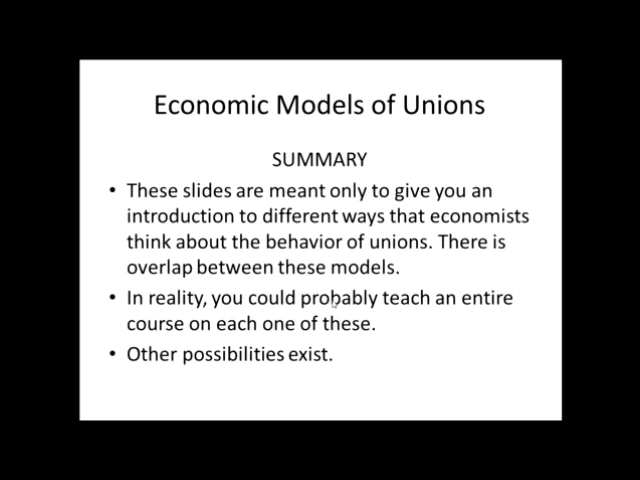 Economic Models of Unions
SUMMARY
• These slides are meant only to give you an
introduction to different ways that economists
think about the behavior of unions. There is
overlap between these models.
• In reality, you could probably teach an entire
course on each one of these.
• Other possibilities exist.